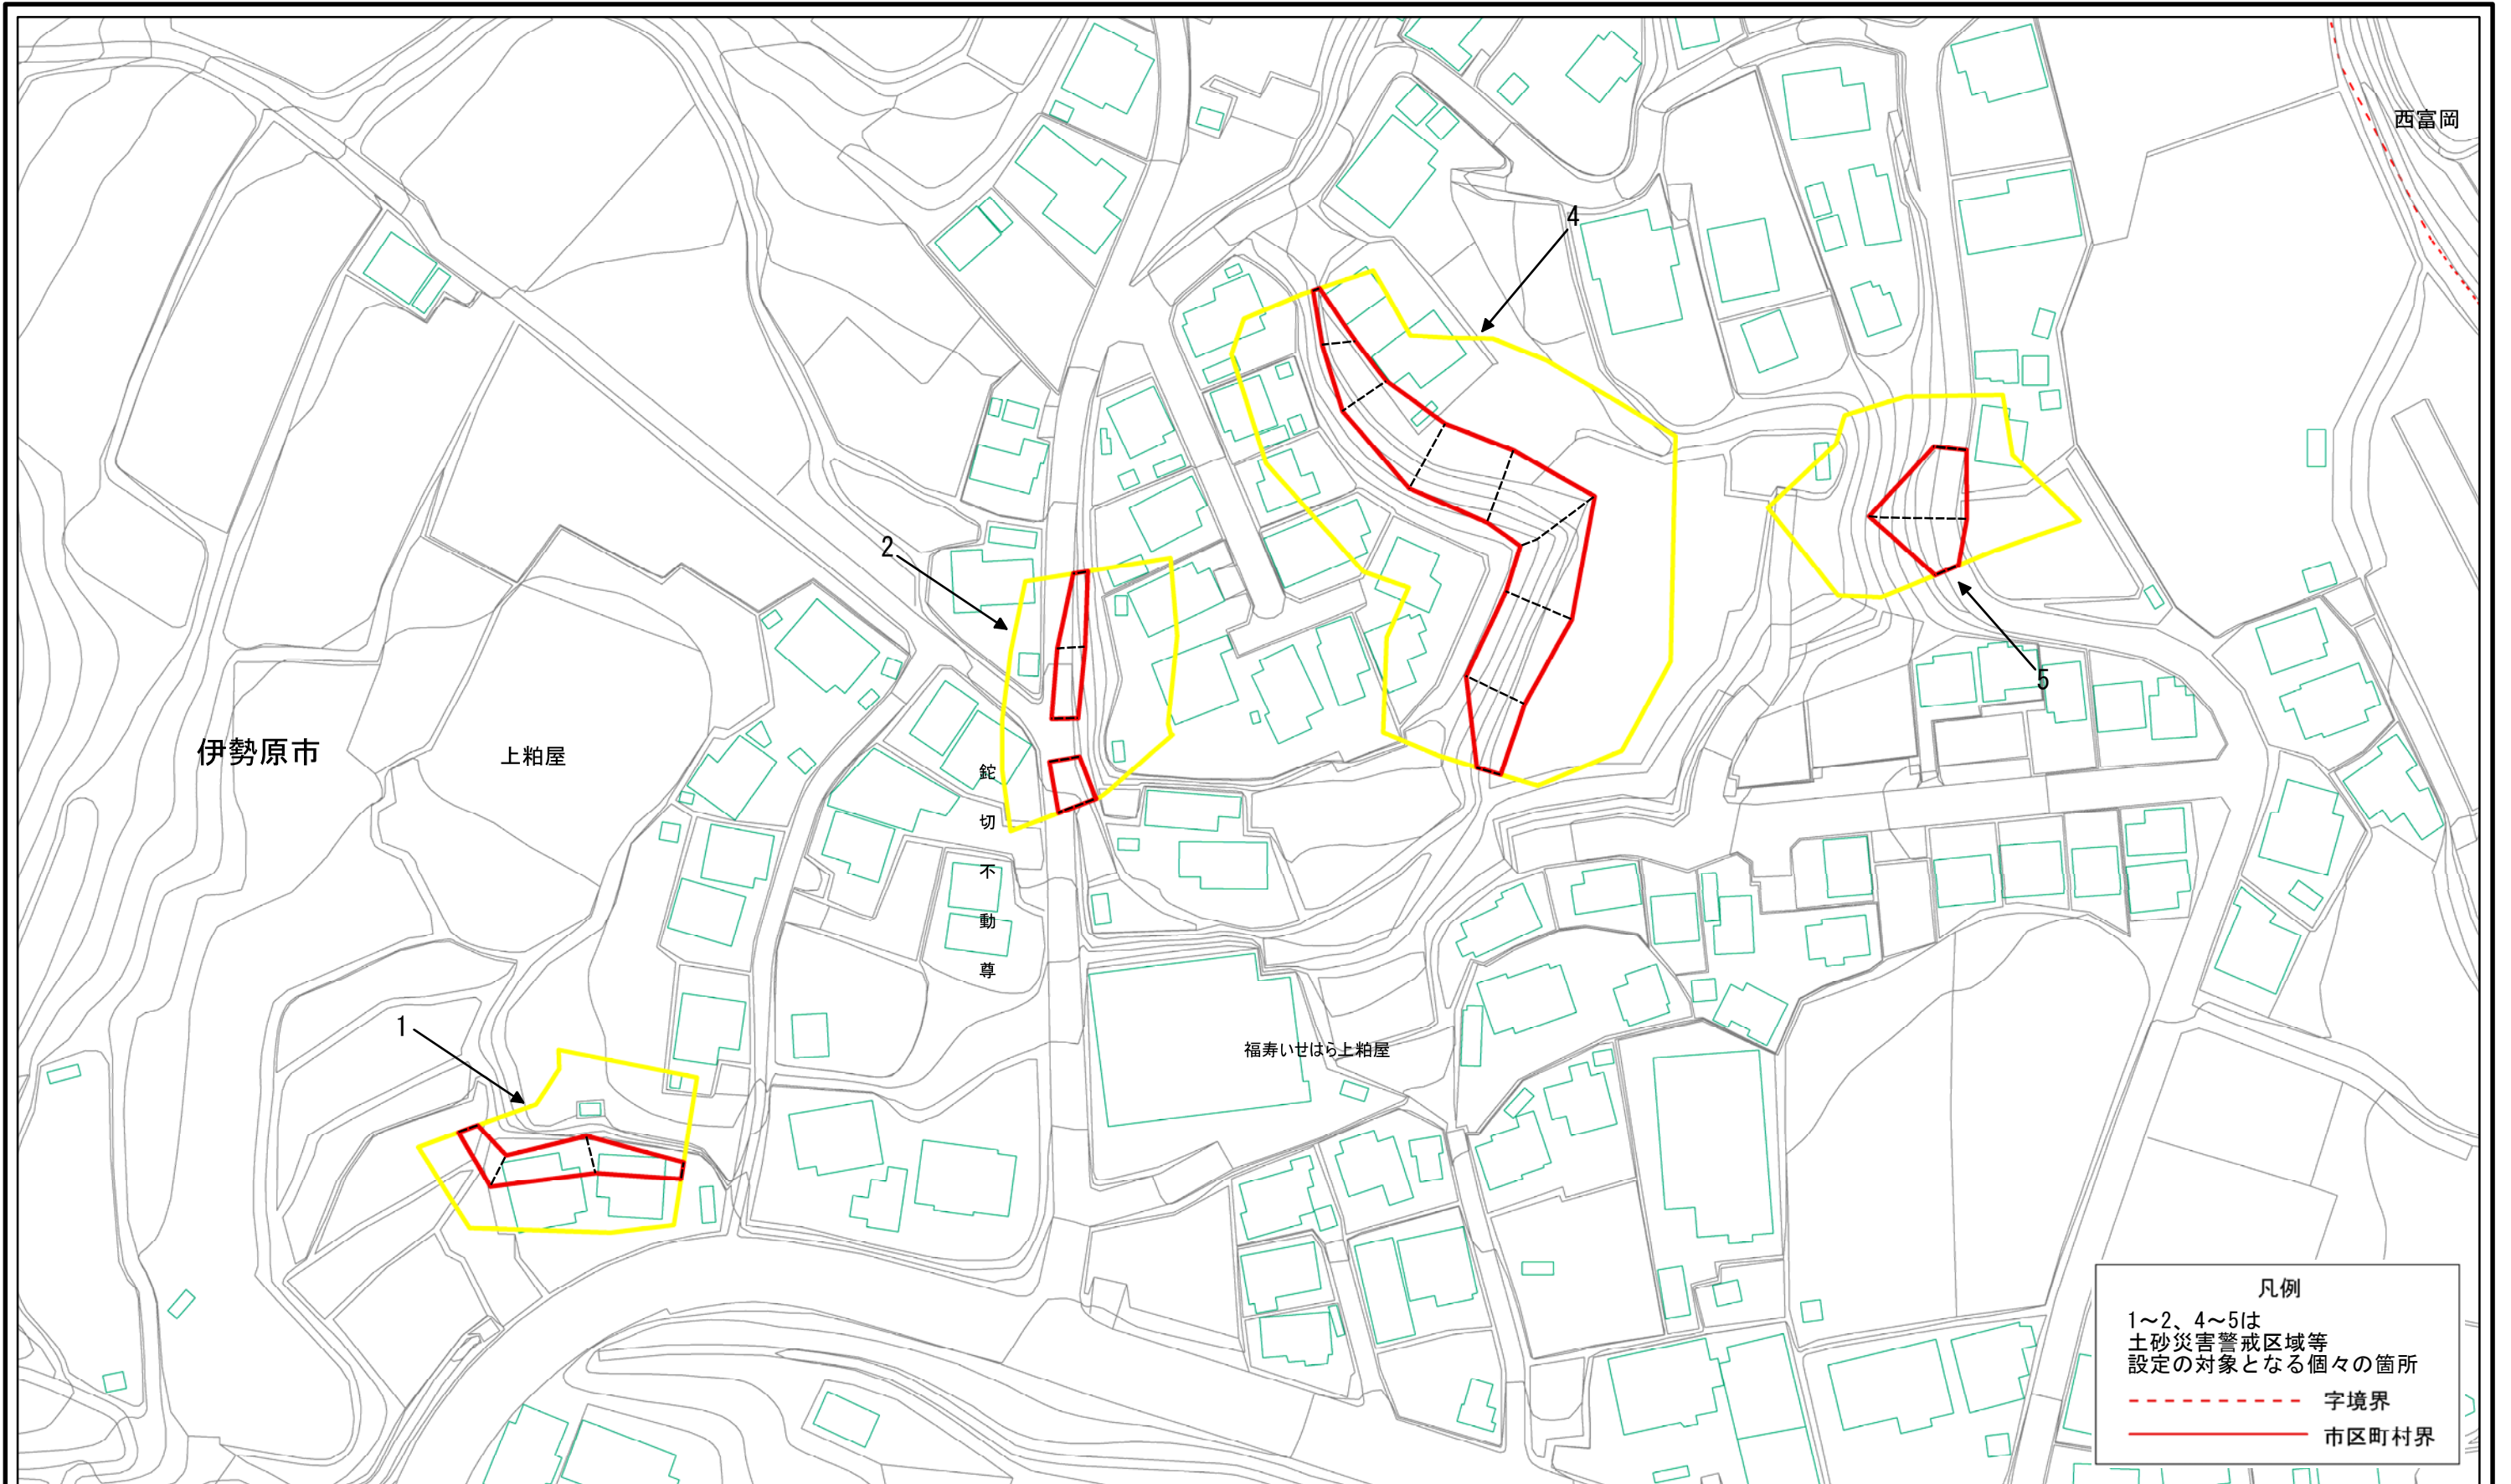 西富岡
4
2
5
伊勢原市
上粕屋
鉈切不動尊
1
福寿いせはら上粕屋
凡例
1～2、4～5は
土砂災害警戒区域等
設定の対象となる個々の箇所
字境界
市区町村界